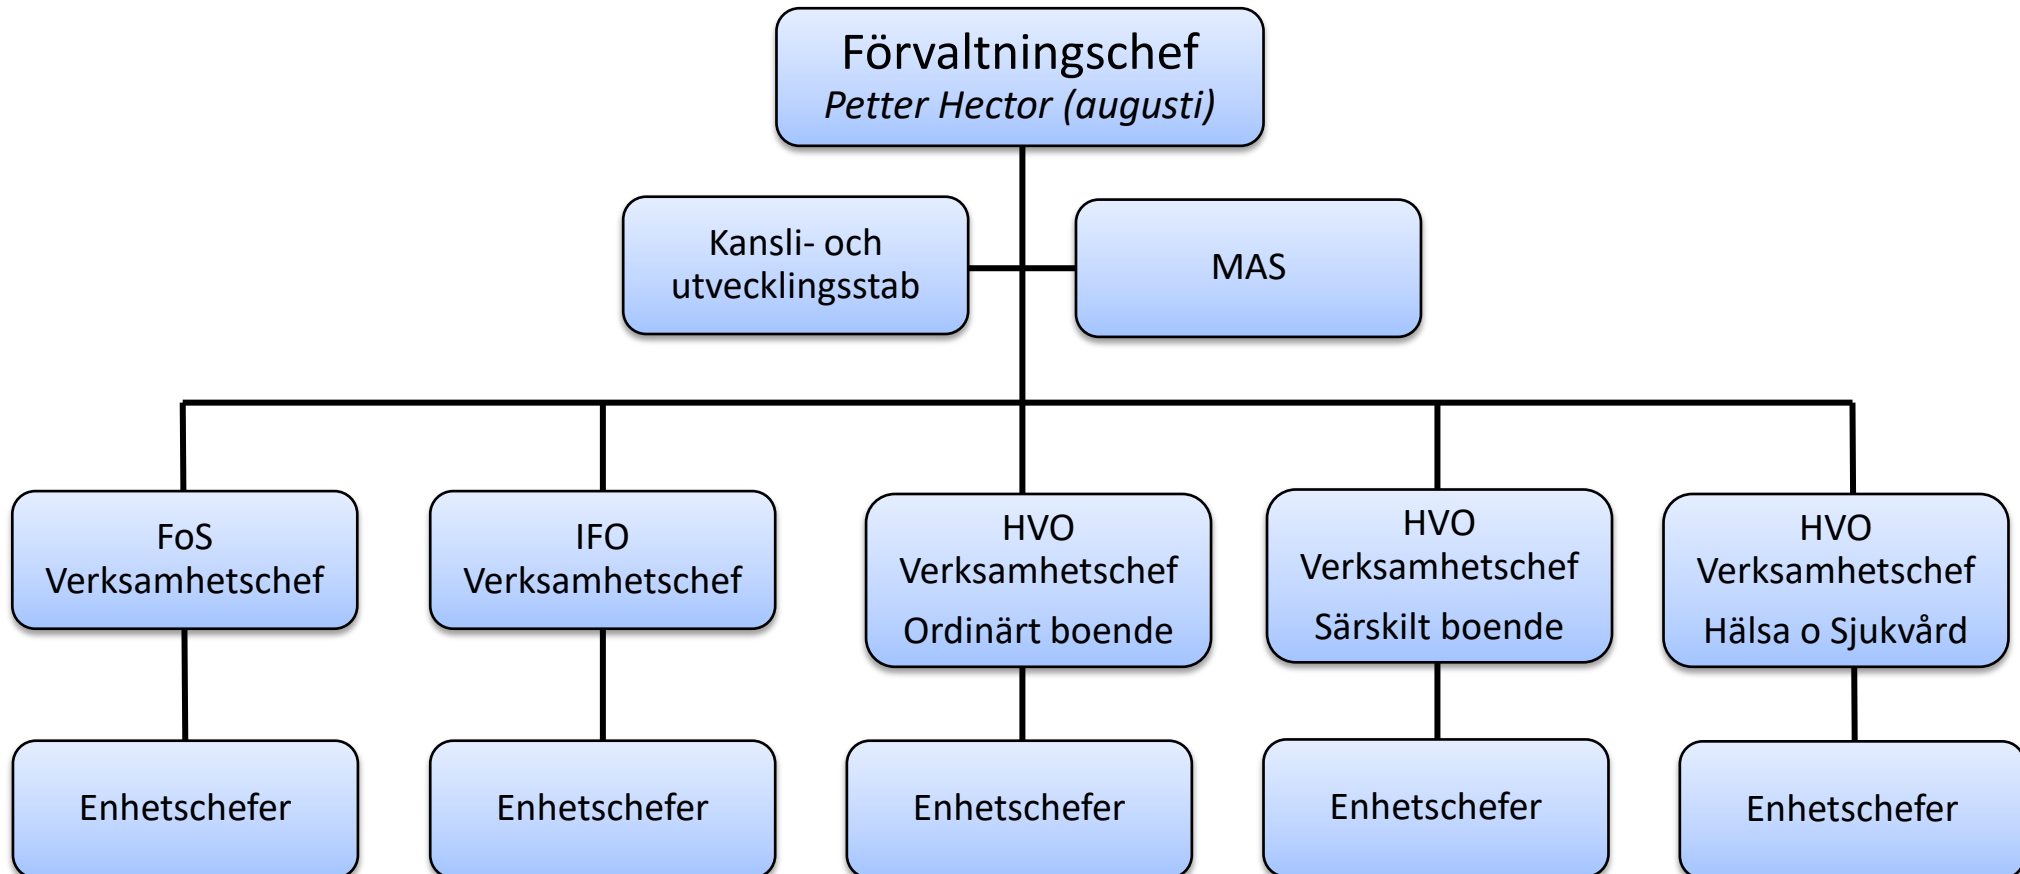 Förvaltningschef
Petter Hector (augusti)
Kansli- och
utvecklingsstab
MAS
FoS
Verksamhetschef
IFO
Verksamhetschef
HVO
Verksamhetschef
Ordinärt boende
HVO
Verksamhetschef
Särskilt boende
HVO
Verksamhetschef
Hälsa o Sjukvård
Enhetschefer
Enhetschefer
Enhetschefer
Enhetschefer
Enhetschefer